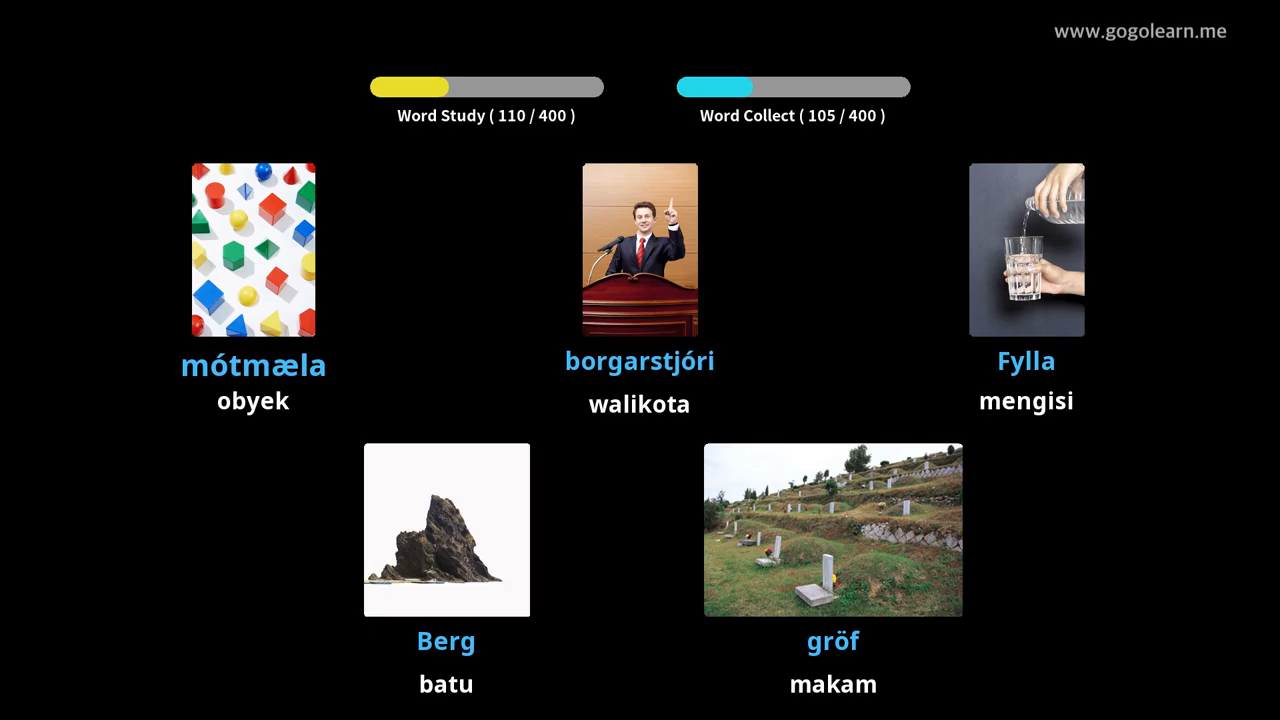 www.gogolearn.me
Word Study ( 110 / 400 )
Word Collect ( 105 / 400 )
mótmæla
obyek
borgarstjóri
walikota
Fylla
mengisi
Berg
batu
gröf
makam